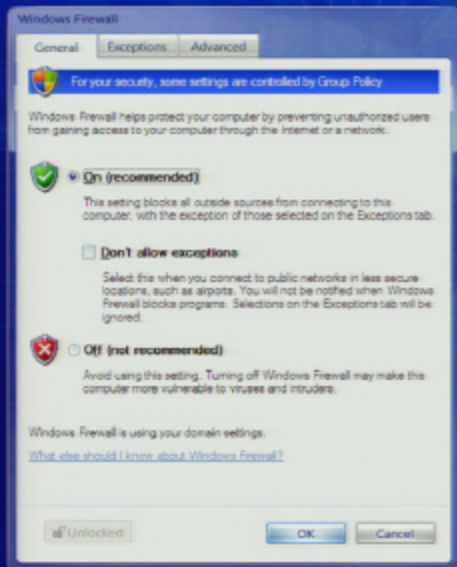 Windows Firewall
General Exceptions Advanced
For your security, some settings are controlled by Group Policy
Windows Firewall helps protect your computer by preventing unauthorized users
from gaining access to your computer through the Internet or a network.
On (recommended)
This setting blocks all outside sources from connecting to this
computer, with the exception of those selected on the Exceptions tab.
Don't allow exceptions
Select this when you connect to public networks in less secure
locations, such as airports. You will not be notified when Windows
Firewall blocks programs. Selections on the Exceptions tab will be
ignored.
Off (not recommended)
Avoid using this setting. Turning off Windows Firewall may make this
computer more vulnerable to viruses and intruders.
Windows Firewall is using your domain settings.
What else should I know about Windows Firewall?
Unlocked OK Cancel